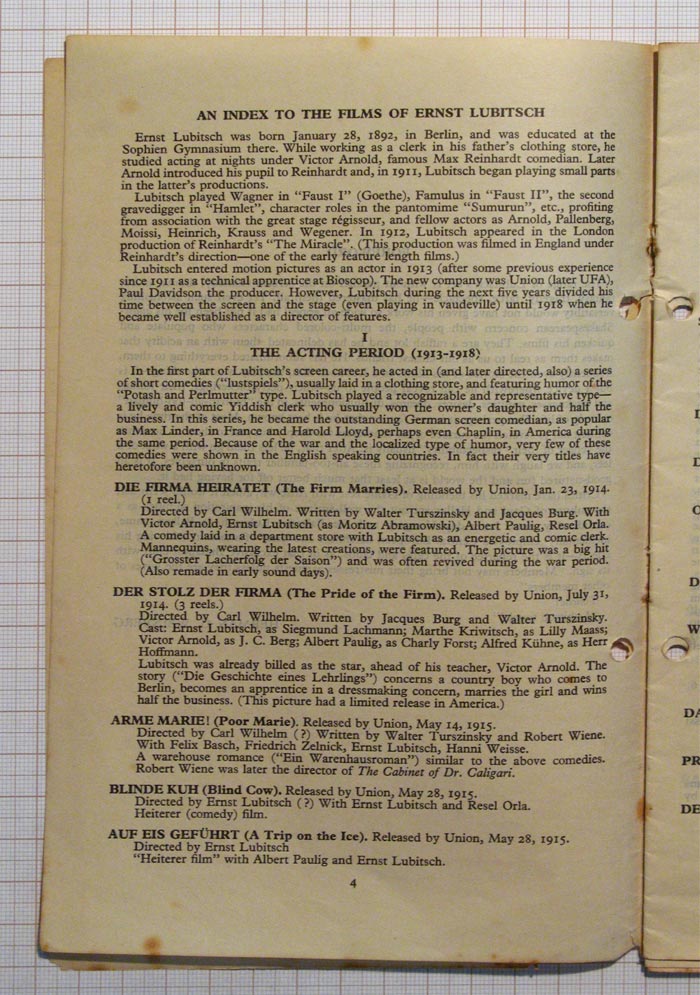 AN INDEX TO THE FILMS OF ERNST LUBITSCH
Ernst Lubitsch was born January 28, 1892, in Berlin, and was educated at the
Sophien Gymnasium there. While working as a clerk in his father's clothing store, he
studied acting at nights under Victor Arnold, famous Max Reinhardt comedian. Later
Arnold introduced his pupil to Reinhardt and, in 1911, Lubitsch began playing small parts
in the latter's productions.
Lubitsch played Wagner in "Faust I" (Goethe), Famulus in "Faust II", the second
gravedigger in "Hamlet", character roles in the pantomime "Sumurun", etc., profiting
from association with the great stage régisseur, and fellow actors as Arnold, Pallenberg,
Moissi, Heinrich, Krauss and Wegener. In 1912, Lubitsch appeared in the London
production of Reinhardt's "The Miracle". (This production was filmed in England under
Reinhardt's direction—one of the early feature length films.)
Lubitsch entered motion pictures as an actor in 1913 (after some previous experience
since 1911 as a technical apprentice at Bioscop). The new company was Union (later UFA),
Paul Davidson the producer. However, Lubitsch during the next five years divided his
time between the screen and the stage (even playing in vaudeville) until 1918 when he
became well established as a director of features.
I
THE ACTING PERIOD (1913-1918)
In the first part of Lubitsch's screen career, he acted in (and later directed, also) a series
of short comedies ("lustspiels"), usually laid in a clothing store, and featuring humor of the
"Potash and Perlmutter" type. Lubitsch played a recognizable and representative type—
a lively and comic Yiddish clerk who usually won the owner's daughter and half the
business. In this series, he became the outstanding German screen comedian, as popular
as Max Linder, in France and Harold Lloyd, perhaps even Chaplin, in America during
the same period. Because of the war and the localized type of humor, very few of these
comedies were shown in the English speaking countries. In fact their very titles have
heretofore been unknown.
DIE FIRMA HEIRATET (The Firm Marries). Released by Union, Jan. 23, 1914.
(1 reel.)
Directed by Carl Wilhelm. Written by Walter Turszinsky and Jacques Burg. With
Victor Arnold, Ernst Lubitsch (as Moritz Abramowski), Albert Paulig, Resel Orla.
A comedy laid in a department store with Lubitsch as an energetic and comic clerk.
Mannequins, wearing the latest creations, were featured. The picture was a big hit
("Grosster Lacherfolg der Saison") and was often revived during the war period.
(Also remade in early sound days).
DER STOLZ DER FIRMA (The Pride of the Firm). Released by Union, July 31,
1914. (3 reels.)
Directed by Carl Wilhelm. Written by Jacques Burg and Walter Turszinsky.
Cast: Ernst Lubitsch, as Siegmund Lachmann; Marthe Kriwitsch, as Lilly Maass;
Victor Arnold, as J. C. Berg; Albert Paulig, as Charly Forst; Alfred Kühne, as Herr
Hoffmann.
Lubitsch was already billed as the star, ahead of his teacher, Victor Arnold. The
story ("Die Geschichte eines Lehrlings") concerns a country boy who comes to
Berlin, becomes an apprentice in a dressmaking concern, marries the girl and wins
half the business. (This picture had a limited release in America.)
ARME MARIE! (Poor Marie). Released by Union, May 14, 1915.
Directed by Carl Wilhelm (?) Written by Walter Turszinsky and Robert Wiene.
With Felix Basch, Friedrich Zelnick, Ernst Lubitsch, Hanni Weisse.
A warehouse romance ("Ein Warenhausroman") similar to the above comedies.
Robert Wiene was later the director of The Cabinet of Dr. Caligari.
BLINDE KUH (Blind Cow). Released by Union, May 28, 1915.
Directed by Ernst Lubitsch (?) With Ernst Lubitsch and Resel Orla.
Heiterer (comedy) film.
AUF EIS GEFÜHRT (A Trip on the Ice). Released by Union, May 28, 1915.
Directed by Ernst Lubitsch
"Heiterer film" with Albert Paulig and Ernst Lubitsch.
4